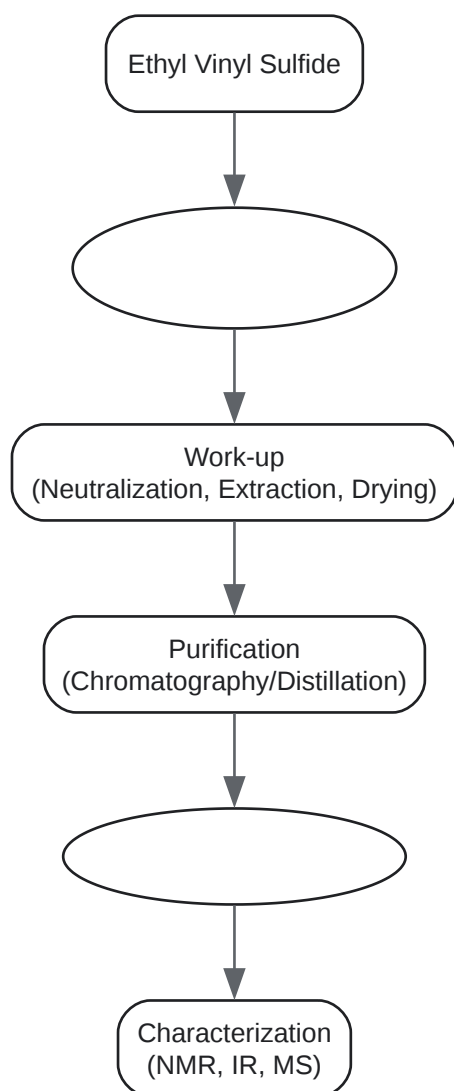 Ethyl Vinyl Sulfide
Work-up
(Neutralization, Extraction, Drying)
Purification
(Chromatography/Distillation)
Characterization
(NMR, IR, MS)